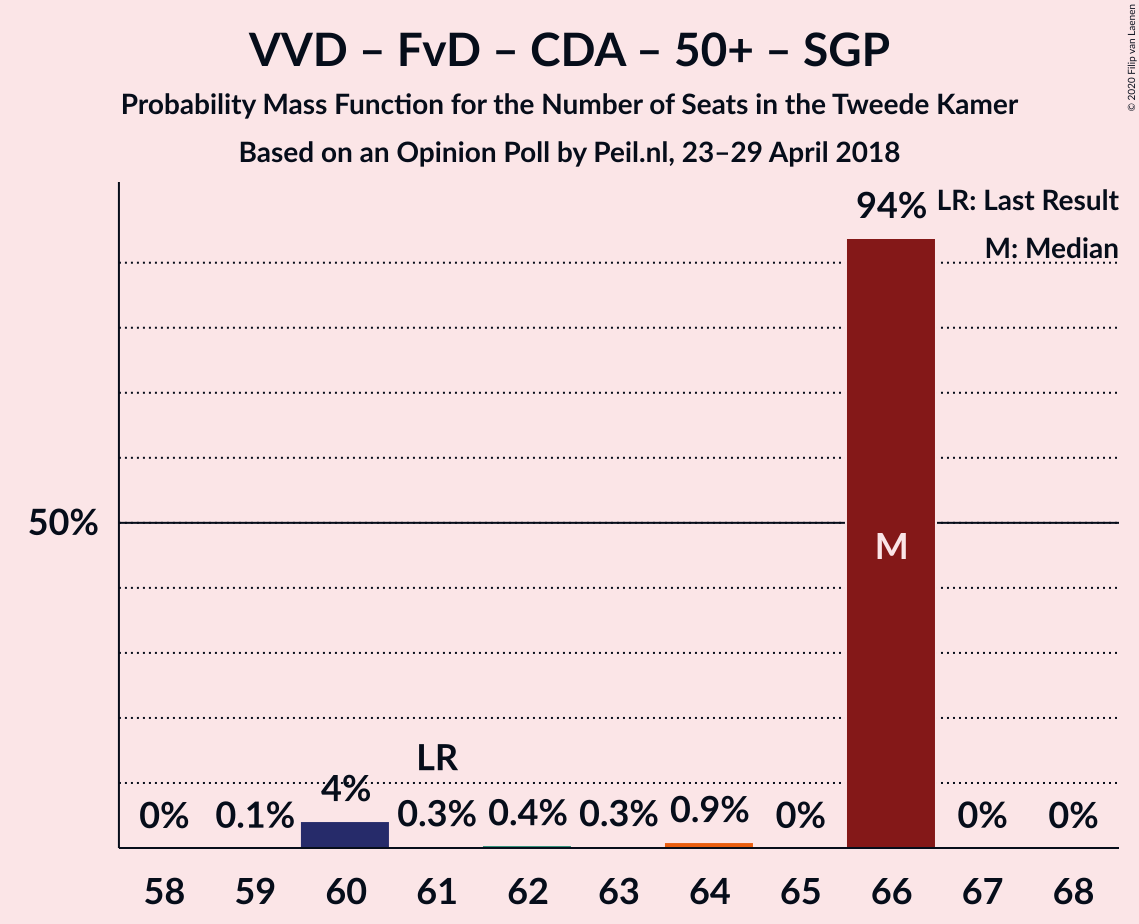 VVD – FvD – CDA – 50+ – SGP
Probability Mass Function for the Number of Seats in the Tweede Kamer
Based on an Opinion Poll by Peil.nl, 23–29 April 2018
© 2020 Filip van Laenen
94%
LR: Last Result
M: Median
50%
M
LR
0%
0.1%
4%
0.3%
0.4%
0.3%
0.9%
0%
0%
0%
58 59 60 61 62 63 64 65 66 67 68